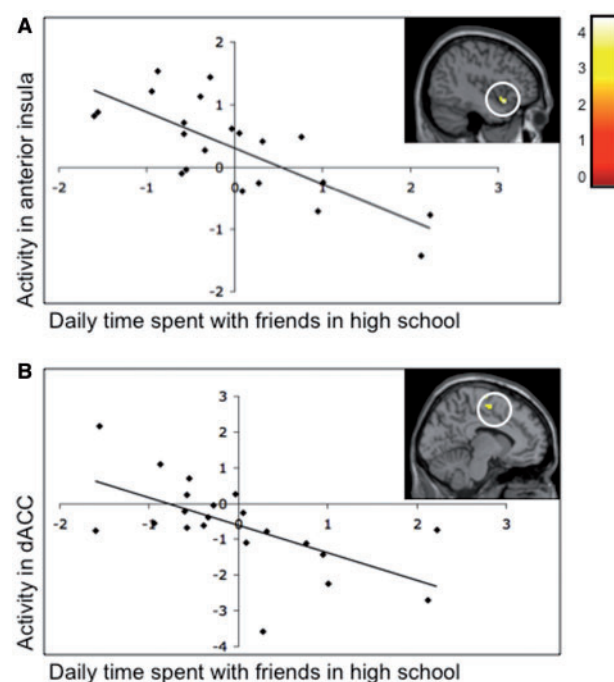 A
Activity in anterior insula
2
1
0
-2 -1 0 1 2 3
-1
-2
4
3
2
1
0
Daily time spent with friends in high school
B
Activity in dACC
3
2
1
0
-2 -1 0 1 2 3
-1
-2
-3
-4
Daily time spent with friends in high school